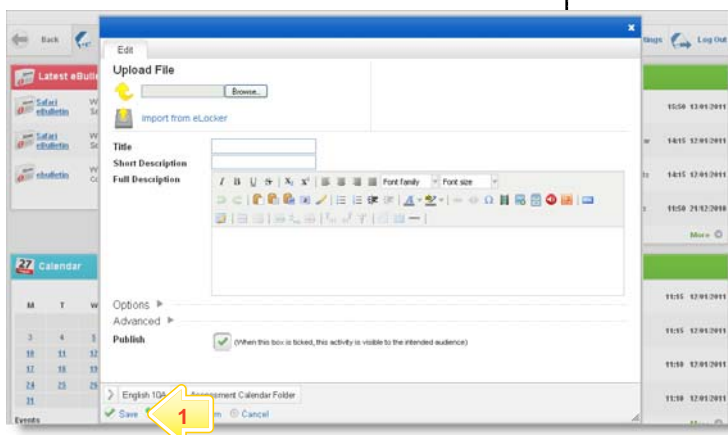 Back
tings
Log Out
Edit
Upload File
Browse...
Import from eLocker
Title
Short Description
Full Description
Font family
Font size
Options
Advanced
Publish
(When this box is ticked, this activity is visible to the intended audience)
English 10A
Assessment Calendar Folder
Save
1
Cancel
Latest eBulle
Safari
eBulletin
Safari
eBulletin
ebulletin
27
Calendar
M T W
3 4 5
10 11 12
17 18 19
24 25 26
31
Events
15:50 13/01/2011
14:15 12/01/2011
14:15 12/01/2011
11:50 21/12/2010
More
11:15 12/01/2011
11:15 12/01/2011
11:10 12/01/2011
11:10 12/01/2011